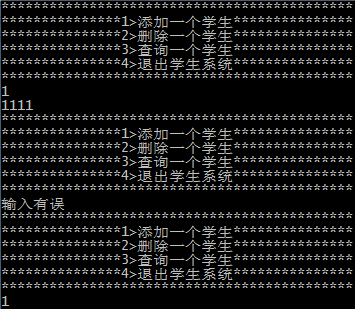 ********************************************
***************1>添加一个学生***************
***************2>删除一个学生***************
***************3>查询一个学生***************
***************4>退出学生系统***************
********************************************
1
1111
********************************************
***************1>添加一个学生***************
***************2>删除一个学生***************
***************3>查询一个学生***************
***************4>退出学生系统***************
********************************************
输入有误
********************************************
***************1>添加一个学生***************
***************2>删除一个学生***************
***************3>查询一个学生***************
***************4>退出学生系统***************
********************************************
1